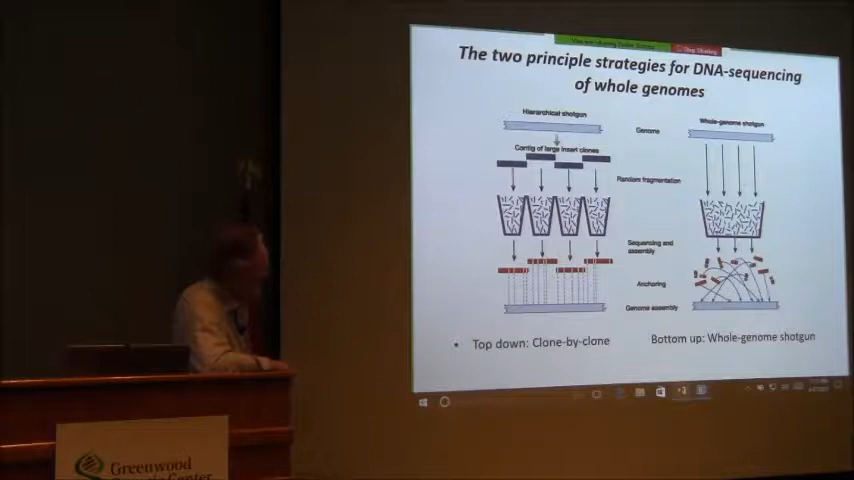 The two principle strategies for DNA-sequencing
of whole genomes
Hierarchical shotgun
Whole-genome shotgun
Genome
Contig of large insert clones
Random fragmentation
Sequencing and
assembly
Anchoring
Genome assembly
• Top down: Clone-by-clone
Bottom up: Whole-genome shotgun
Greenwood
Genetic Center